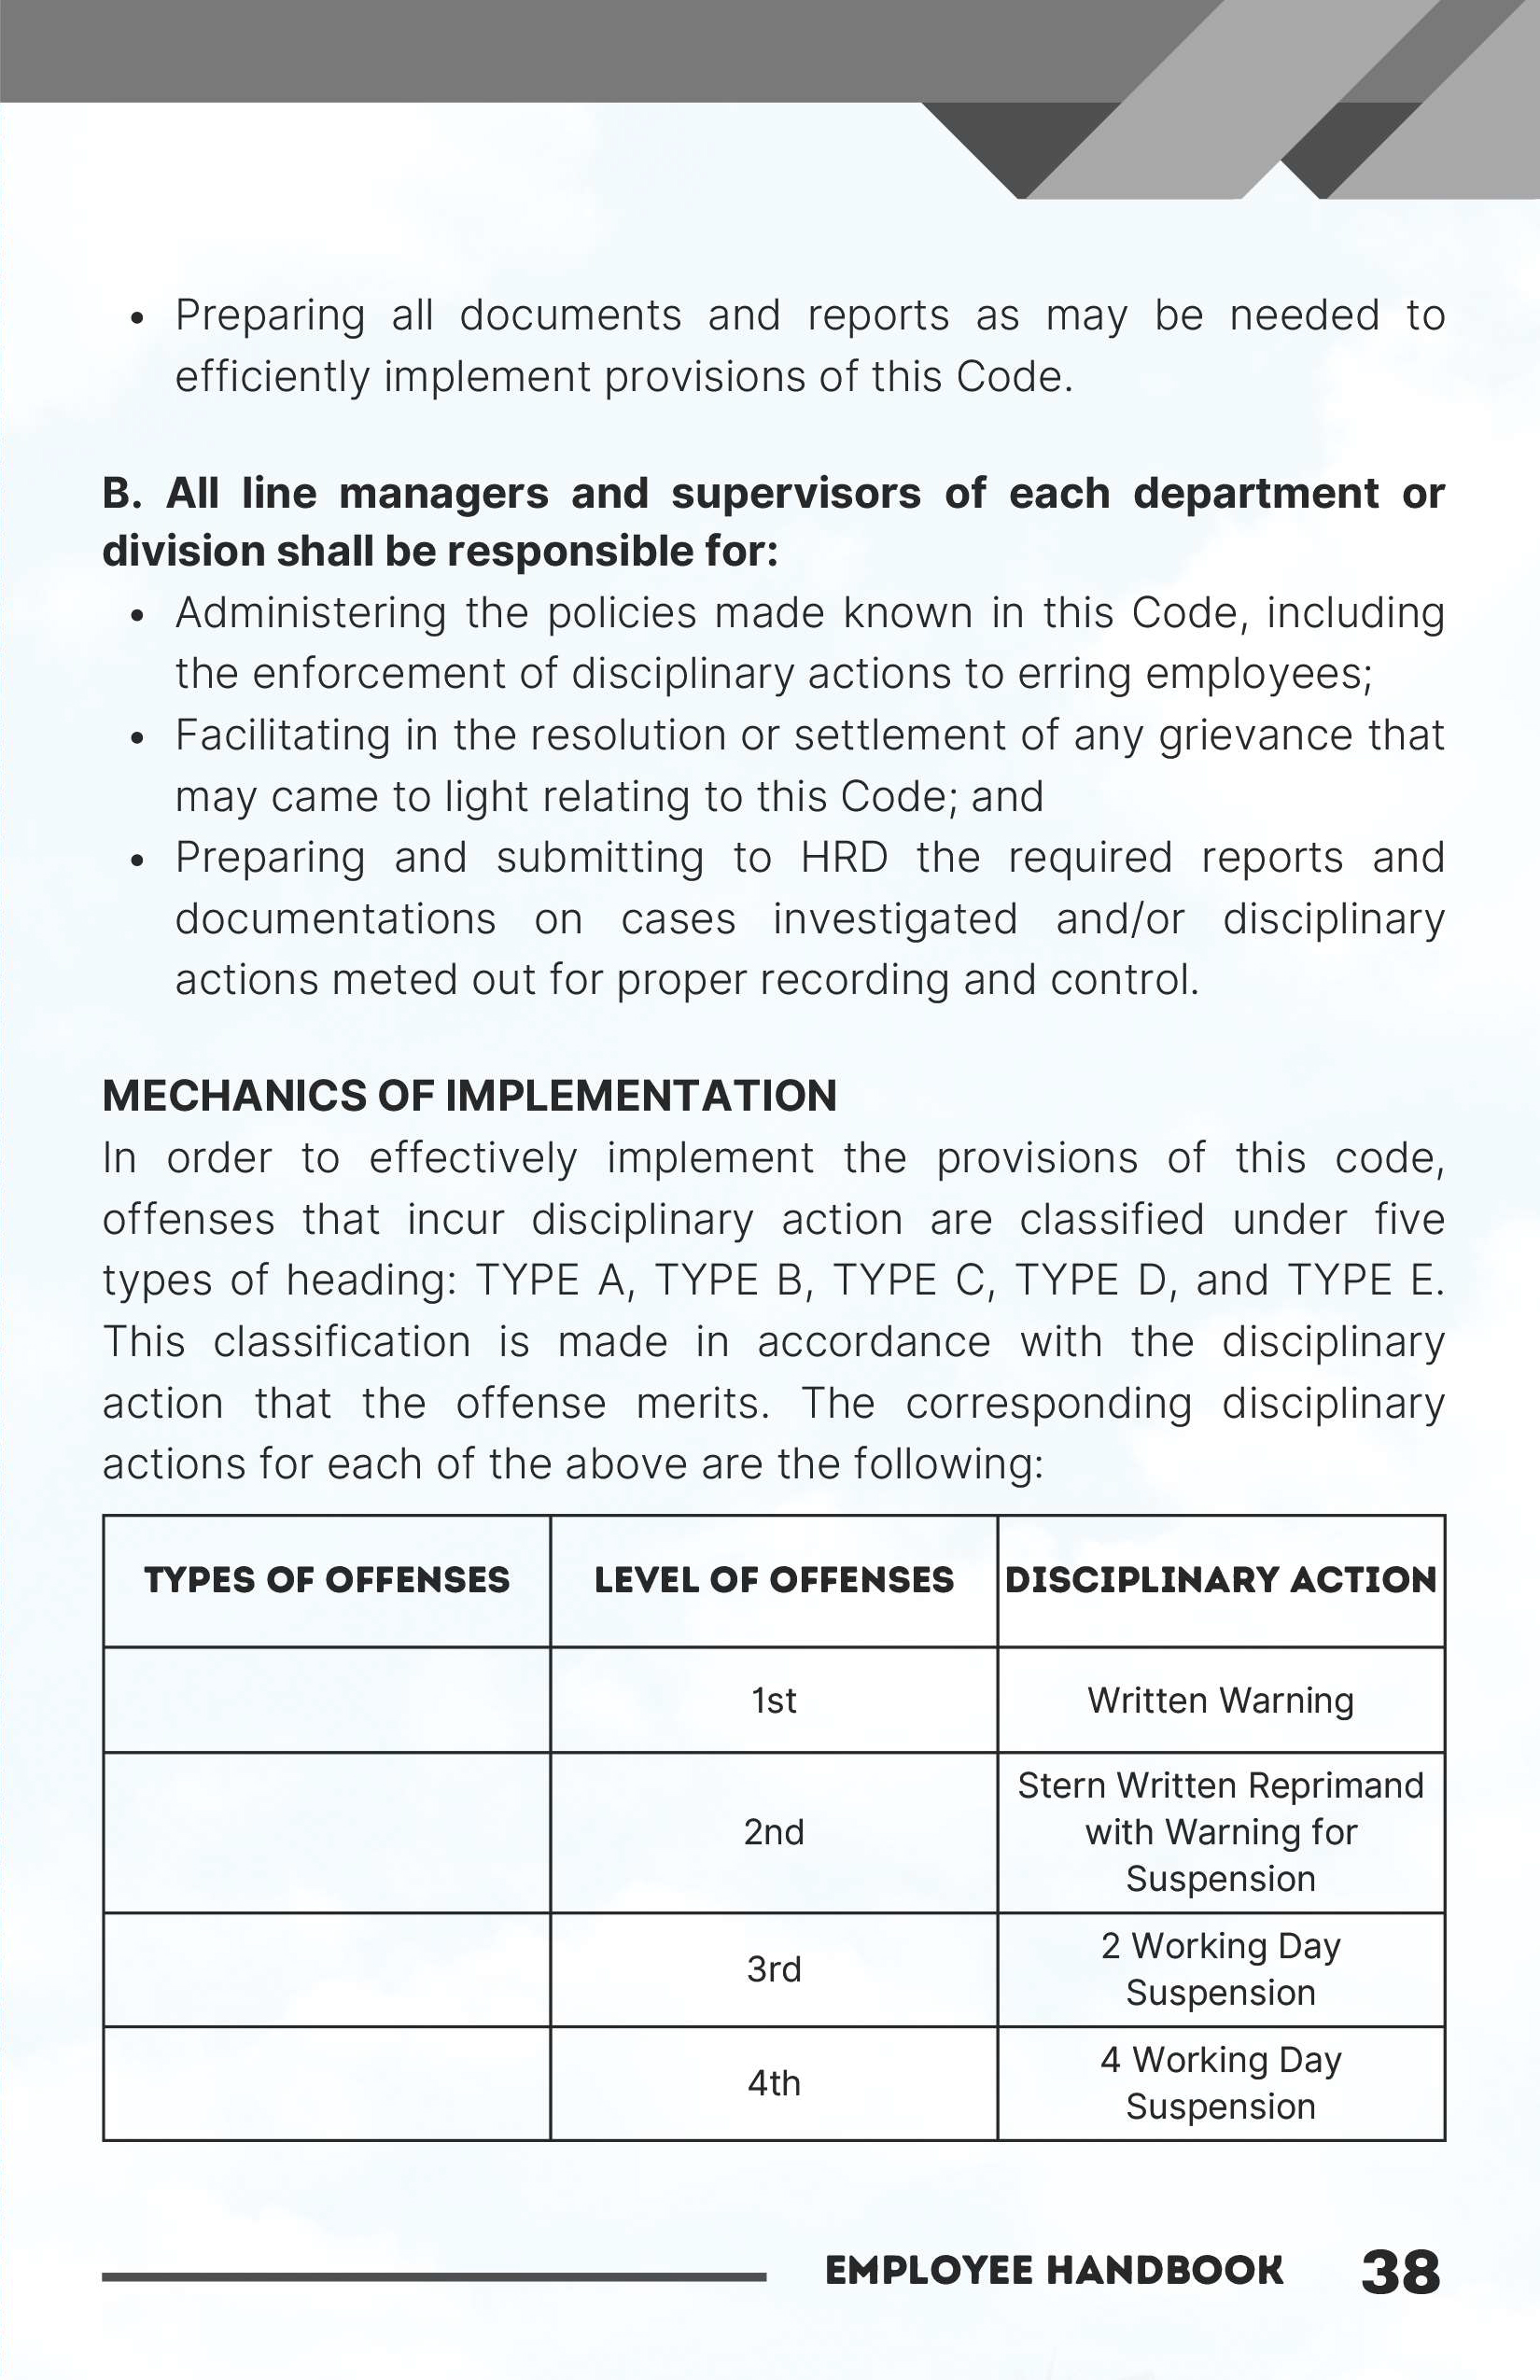 • Preparing all documents and reports as may be needed to
efficiently implement provisions of this Code.
B. All line managers and supervisors of each department or
division shall be responsible for:
• Administering the policies made known in this Code, including
the enforcement of disciplinary actions to erring employees;
• Facilitating in the resolution or settlement of any grievance that
may came to light relating to this Code; and
• Preparing and submitting to HRD the required reports and
documentations on cases investigated and/or disciplinary
actions meted out for proper recording and control.
MECHANICS OF IMPLEMENTATION
In order to effectively implement the provisions of this code,
offenses that incur disciplinary action are classified under five
types of heading: TYPE A, TYPE B, TYPE C, TYPE D, and TYPE E.
This classification is made in accordance with the disciplinary
action that the offense merits. The corresponding disciplinary
actions for each of the above are the following:
TYPES OF OFFENSES LEVEL OF OFFENSES DISCIPLINARY ACTION
1st Written Warning
2nd Stern Written Reprimand
with Warning for
Suspension
3rd 2 Working Day
Suspension
4th 4 Working Day
Suspension
EMPLOYEE HANDBOOK 38